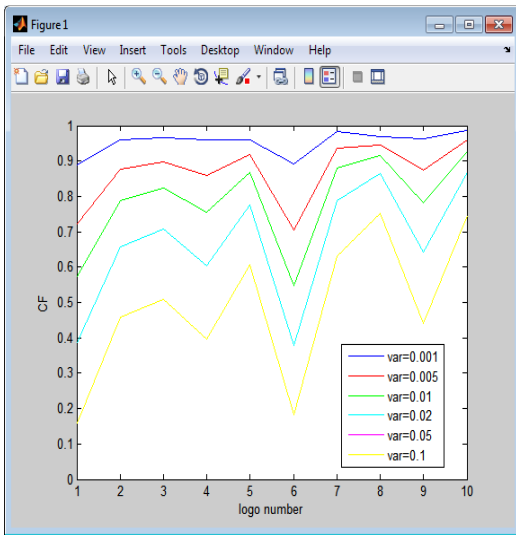 Figure 1
File Edit View Insert Tools Desktop Window Help
1
0.9
0.8
0.7
0.6
0.5
0.4
0.3
0.2
0.1
0
CF
1 2 3 4 5 6 7 8 9 10
logo number
var=0.001
var=0.005
var=0.01
var=0.02
var=0.05
var=0.1